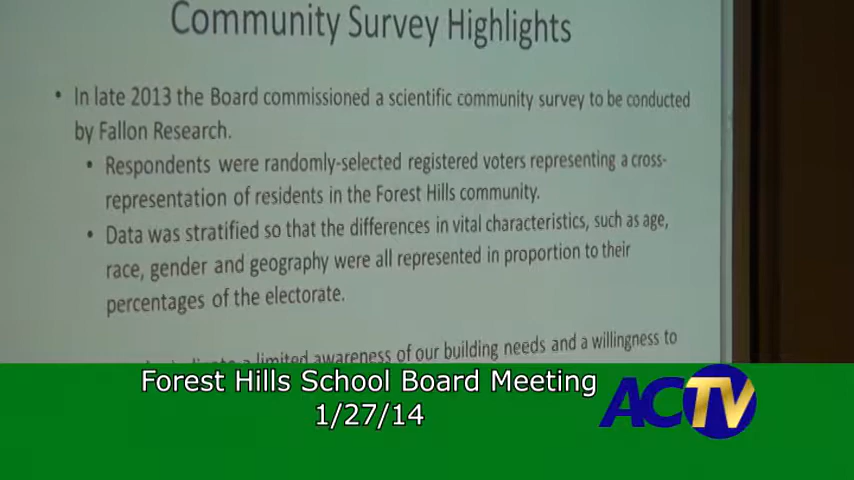 Community Survey Highlights
• In late 2013 the Board commissioned a scientific community survey to be conducted
by Fallon Research.
• Respondents were randomly-selected registered voters representing a cross-
representation of residents in the Forest Hills community.
• Data was stratified so that the differences in vital characteristics, such as age,
race, gender and geography were all represented in proportion to their
percentages of the electorate.
limited awareness of our building needs and a willingness to
Forest Hills School Board Meeting
1/27/14
ACTV